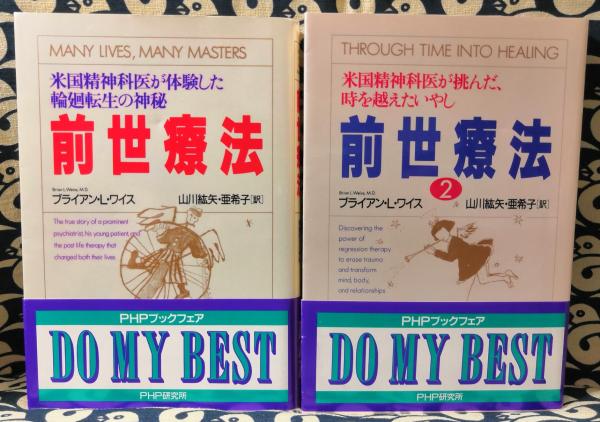 MANY LIVES, MANY MASTERS
米国精神科医が体験した
輪廻転生の神秘
前世療法
Brian L. Weiss, M.D.
ブライアン・L・ワイス
山川紘矢・亜希子[訳]
The true story of a prominent
psychiatrist, his young patient, and
the past life therapy that
changed both their lives
PHPブックフェア
DO MY BEST
PHP研究所
THROUGH TIME INTO HEALING
米国精神科医が挑んだ、
時を越えたいやし
前世療法
2
Brian L. Weiss, M.D.
ブライアン・L・ワイス
山川紘矢・亜希子[訳]
Discovering the
power of
regression therapy
to erase trauma
and transform
mind, body,
and relationships
PHPブックフェア
DO MY BEST
PHP研究所